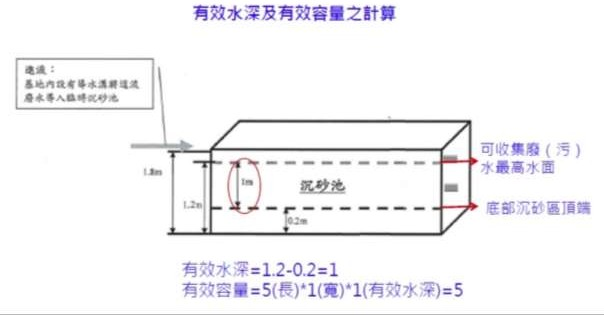 有效水深及有效容量之計算
進流：
基地內設有導水溝將逕流
廢水導入臨時沉砂池
可收集廢（污）
水最高水面
1.8m
1m
沉砂池
1.2m
底部沉砂區頂端
0.2m
有效水深=1.2-0.2=1
有效容量=5(長)*1(寬)*1(有效水深)=5